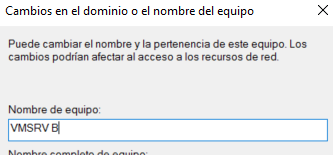 Cambios en el dominio o el nombre del equipo
Puede cambiar el nombre y la pertenencia de este equipo. Los
cambios podrían afectar al acceso a los recursos de red.
Nombre de equipo:
VMSRV B
Nombre completo de equipo: